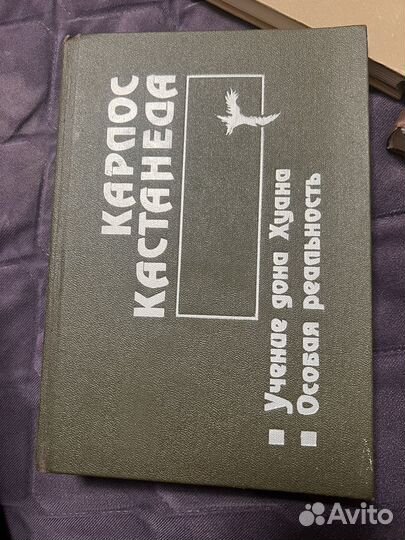 КАРЛОС
КАСТАНЕДА
Учение дона Хуана
Особая реальность
Avito